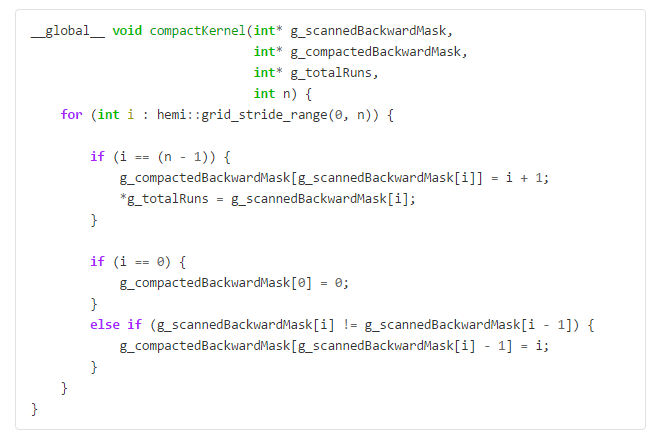 __global__ void compactKernel(int* g_scannedBackwardMask,
                              int* g_compactedBackwardMask,
                              int* g_totalRuns,
                              int n) {
    for (int i : hemi::grid_stride_range(0, n)) {

        if (i == (n - 1)) {
            g_compactedBackwardMask[g_scannedBackwardMask[i]] = i + 1;
            *g_totalRuns = g_scannedBackwardMask[i];
        }

        if (i == 0) {
            g_compactedBackwardMask[0] = 0;
        }
        else if (g_scannedBackwardMask[i] != g_scannedBackwardMask[i - 1]) {
            g_compactedBackwardMask[g_scannedBackwardMask[i] - 1] = i;
        }
    }
}